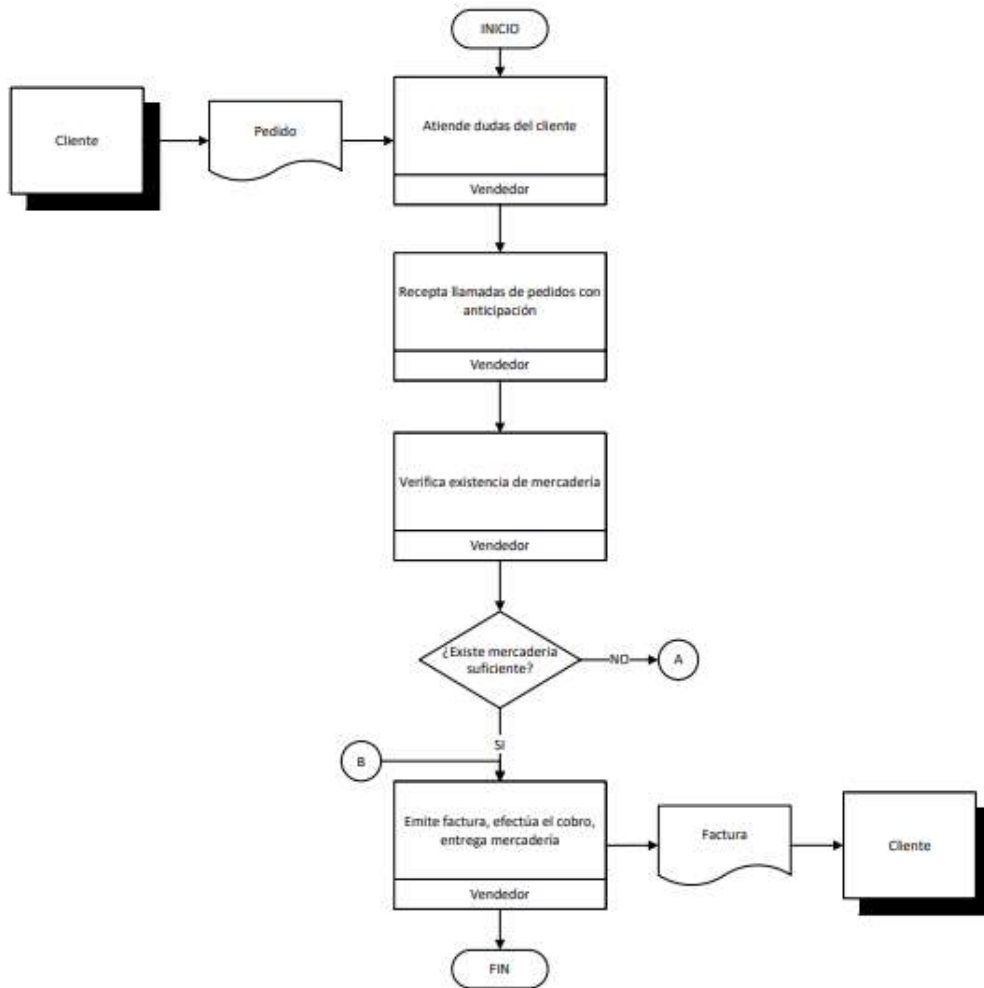 INICIO
Cliente
Pedido
Atiende dudas del cliente
Vendedor
Recepta llamadas de pedidos con
anticipación
Vendedor
Verifica existencia de mercadería
Vendedor
¿Existe mercadería
suficiente?
NO
A
SI
B
Emite factura, efectúa el cobro,
entrega mercadería
Vendedor
Factura
Cliente
FIN